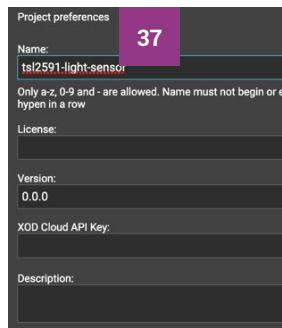 Project preferences
37
Name:
tsl2591-light-sensor
Only a-z, 0-9 and - are allowed. Name must not begin or
hypen in a row
License:
Version:
0.0.0
XOD Cloud API Key:
Description: